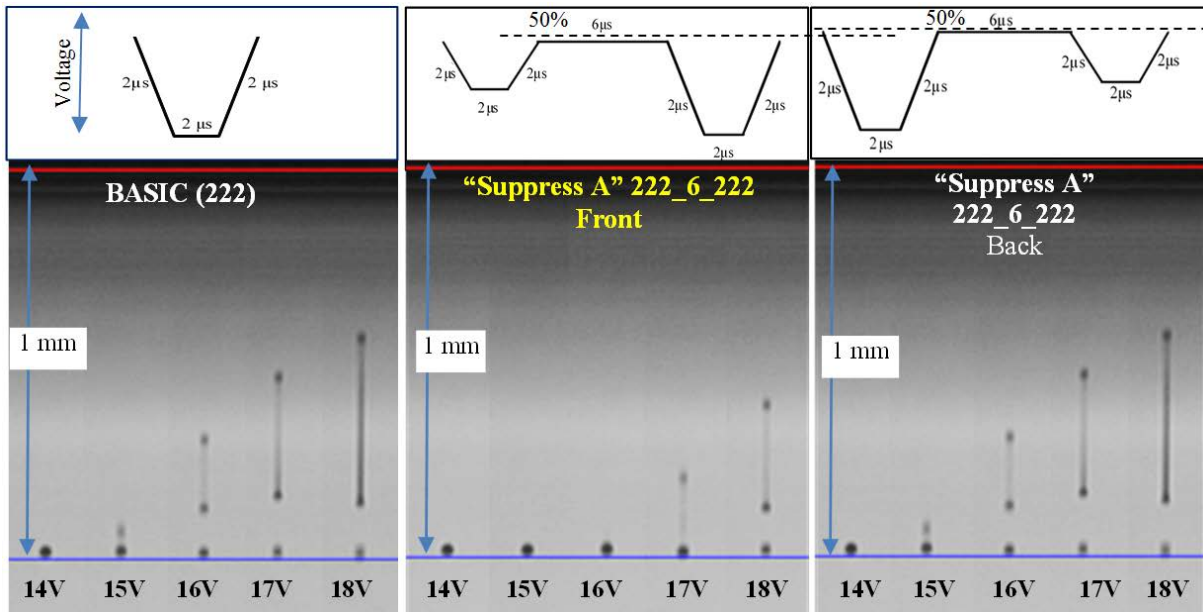 Voltage
2μs
2 μs
2 μs
1 mm
BASIC (222)
14V 15V 16V 17V 18V
50%
6μs
2μs
2μs
2μs
2μs
2μs
2μs
1 mm
“Suppress A” 222_6_222
Front
14V 15V 16V 17V 18V
50%
6μs
2μs
2μs
2μs
2μs
2μs
2μs
1 mm
“Suppress A”
222_6_222
Back
14V 15V 16V 17V 18V